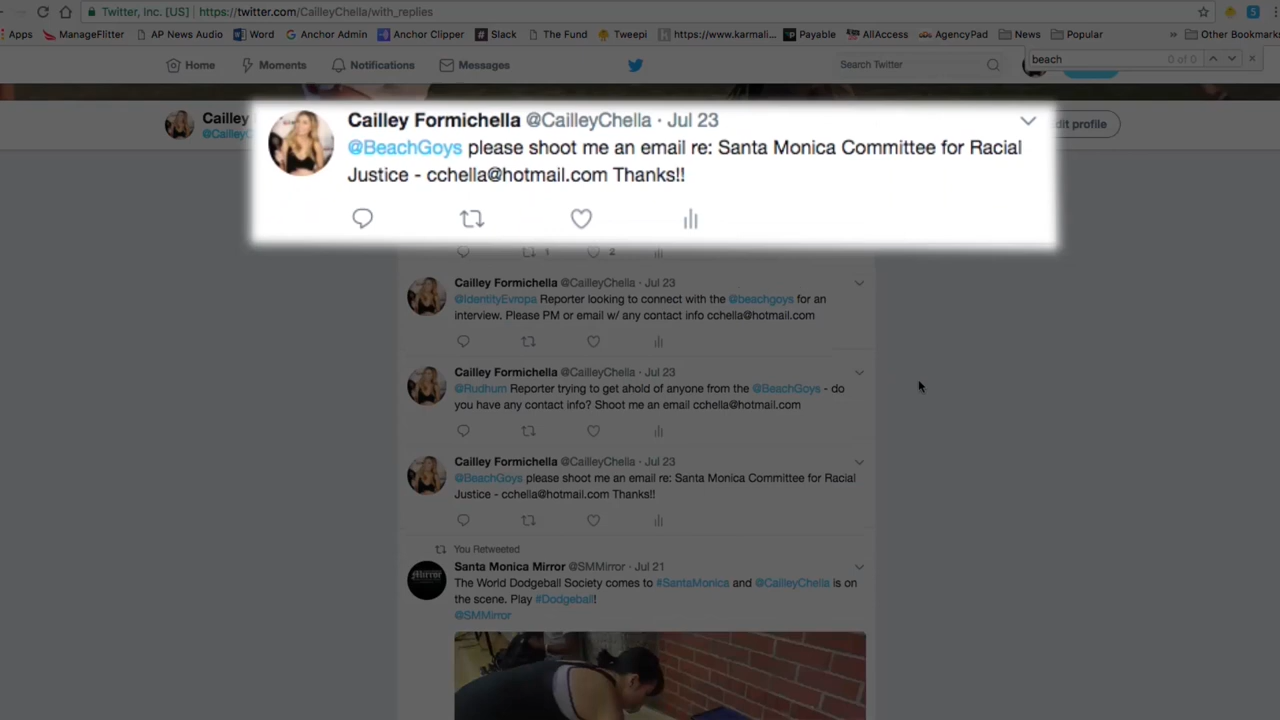 Twitter, Inc. [US] | https://twitter.com/CailleyChella/with_replies
Apps ManageFlitter AP News Audio Word Anchor Admin Anchor Clipper Slack The Fund Tweepi https://www.karmali... Payable AllAccess AgencyPad News Popular » Other Bookmarks
beach 0 of 0
Home Moments Notifications Messages Search Twitter
Cailley
@Cailley
dit profile
Cailley Formichella @CailleyChella · Jul 23
@BeachGoys please shoot me an email re: Santa Monica Committee for Racial
Justice - cchella@hotmail.com Thanks!!
1 2
Cailley Formichella @CailleyChella · Jul 23
@IdentityEvropa Reporter looking to connect with the @beachgoys for an
interview. Please PM or email w/ any contact info cchella@hotmail.com
Cailley Formichella @CailleyChella · Jul 23
@Rudhum Reporter trying to get ahold of anyone from the @BeachGoys - do
you have any contact info? Shoot me an email cchella@hotmail.com
Cailley Formichella @CailleyChella · Jul 23
@BeachGoys please shoot me an email re: Santa Monica Committee for Racial
Justice - cchella@hotmail.com Thanks!!
You Retweeted
Santa Monica Mirror @SMMirror · Jul 21
The World Dodgeball Society comes to #SantaMonica and @CailleyChella is on
the scene. Play #Dodgeball!
@SMMirror